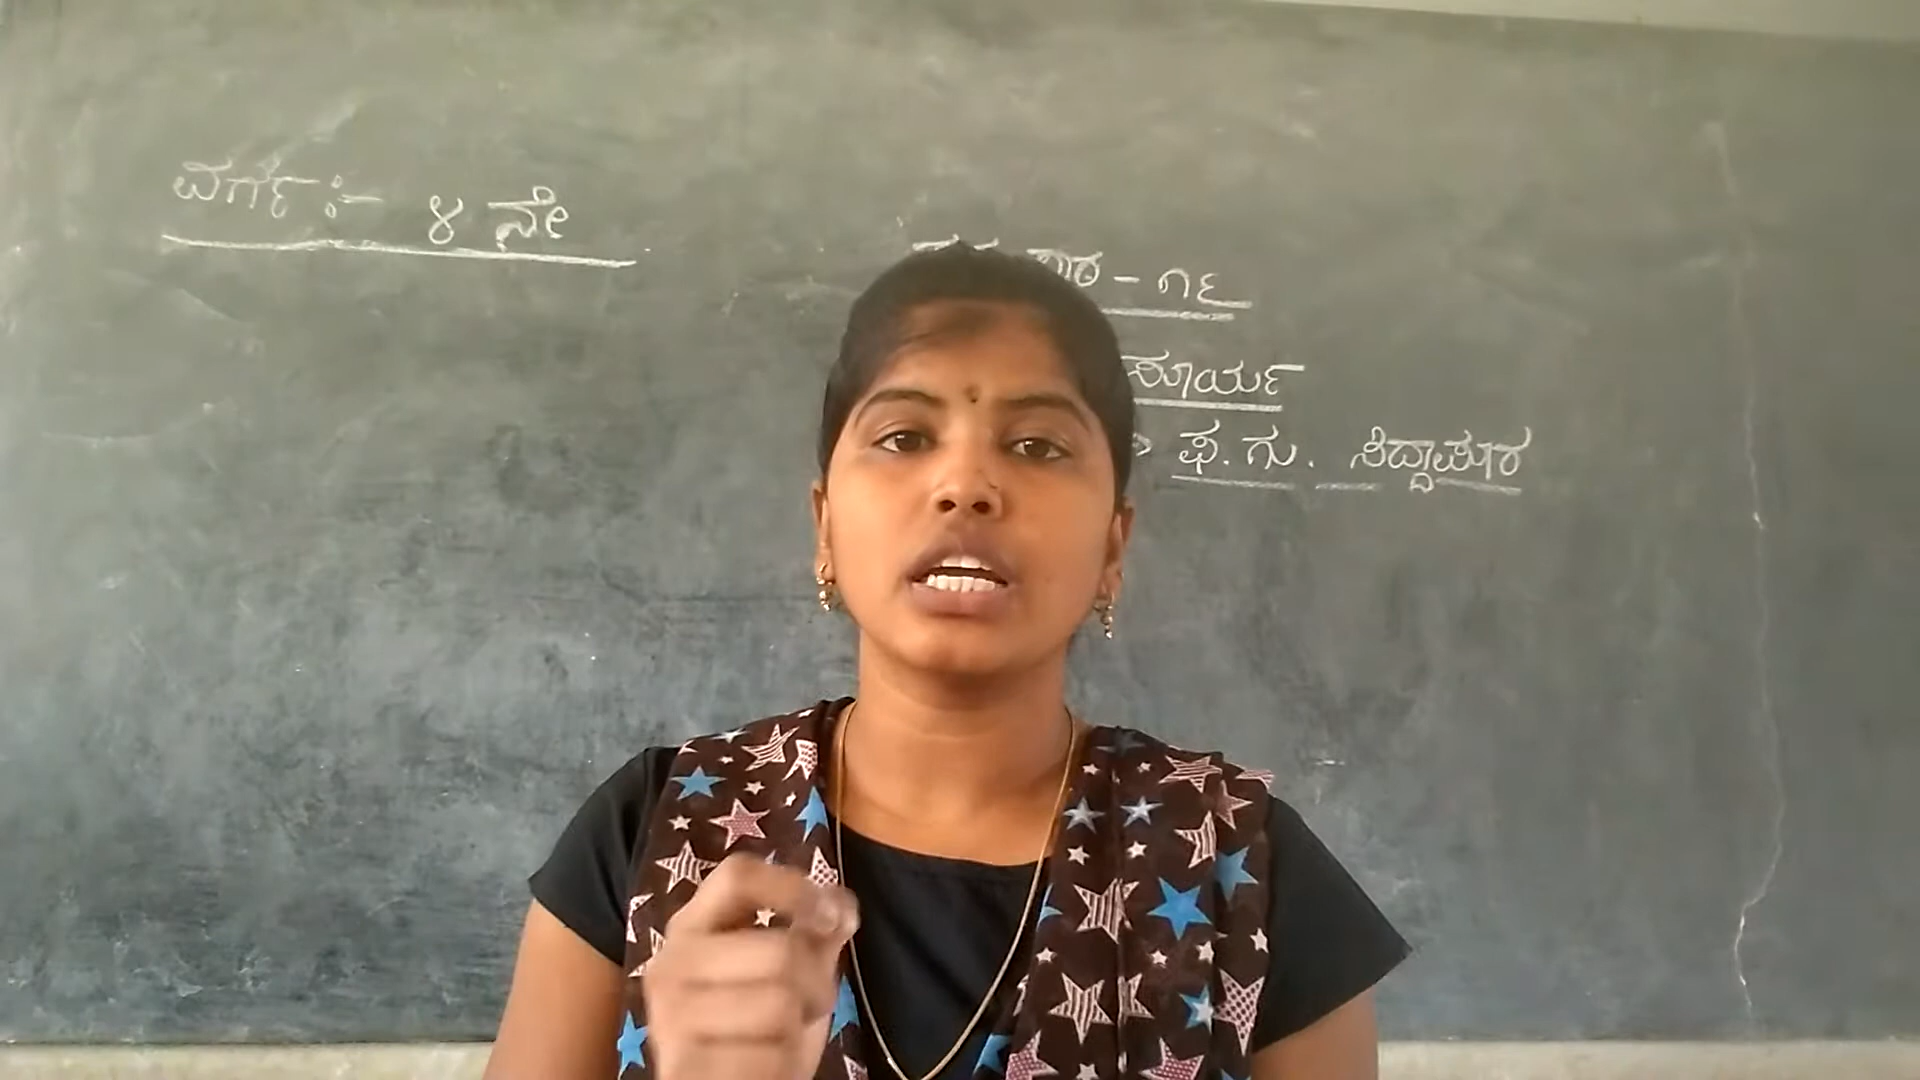 ವರ್ಗ :- ೪ ನೇ
ಪಾಠ - ೧೬
ಸೂರ್ಯ
ಫ. ಗು. ಸಿದ್ದಾಪುರ